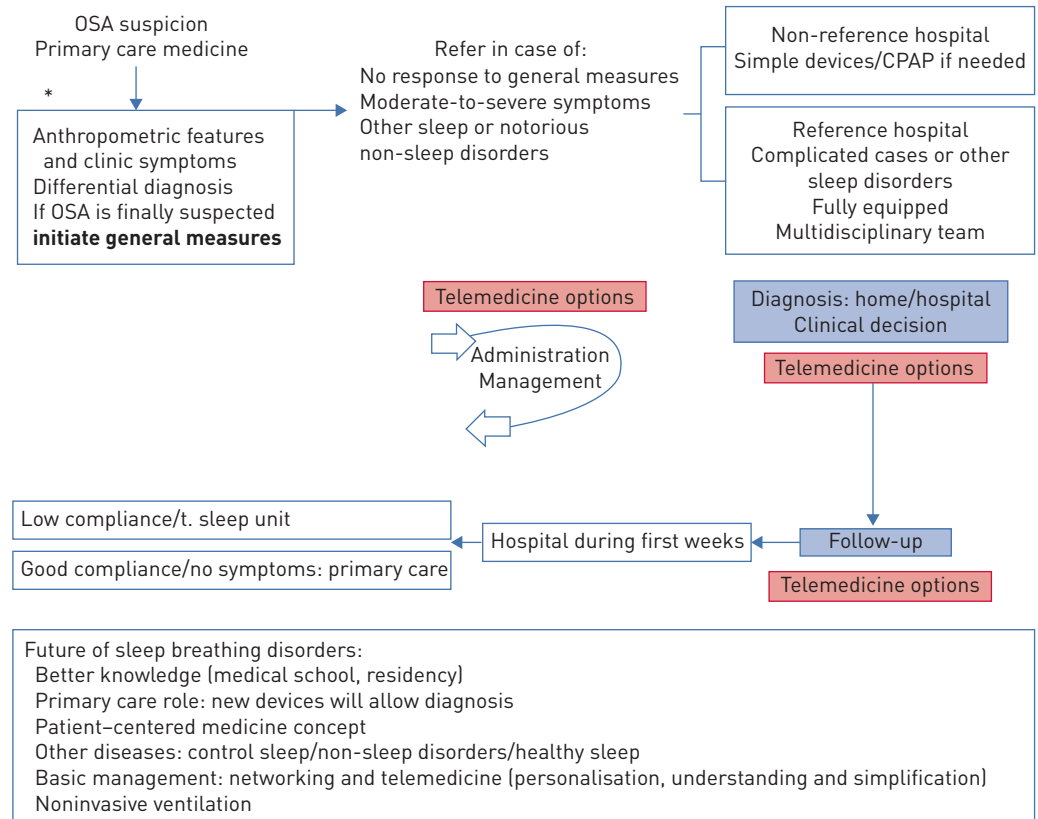 OSA suspicion
Primary care medicine
*
Anthropometric features
and clinic symptoms
Differential diagnosis
If OSA is finally suspected
initiate general measures
Refer in case of:
No response to general measures
Moderate-to-severe symptoms
Other sleep or notorious
non-sleep disorders
Non-reference hospital
Simple devices/CPAP if needed
Reference hospital
Complicated cases or other
sleep disorders
Fully equipped
Multidisciplinary team
Telemedicine options
Administration
Management
Diagnosis: home/hospital
Clinical decision
Telemedicine options
Follow-up
Telemedicine options
Hospital during first weeks
Low compliance/t. sleep unit
Good compliance/no symptoms: primary care
Future of sleep breathing disorders:
Better knowledge (medical school, residency)
Primary care role: new devices will allow diagnosis
Patient–centered medicine concept
Other diseases: control sleep/non-sleep disorders/healthy sleep
Basic management: networking and telemedicine (personalisation, understanding and simplification)
Noninvasive ventilation